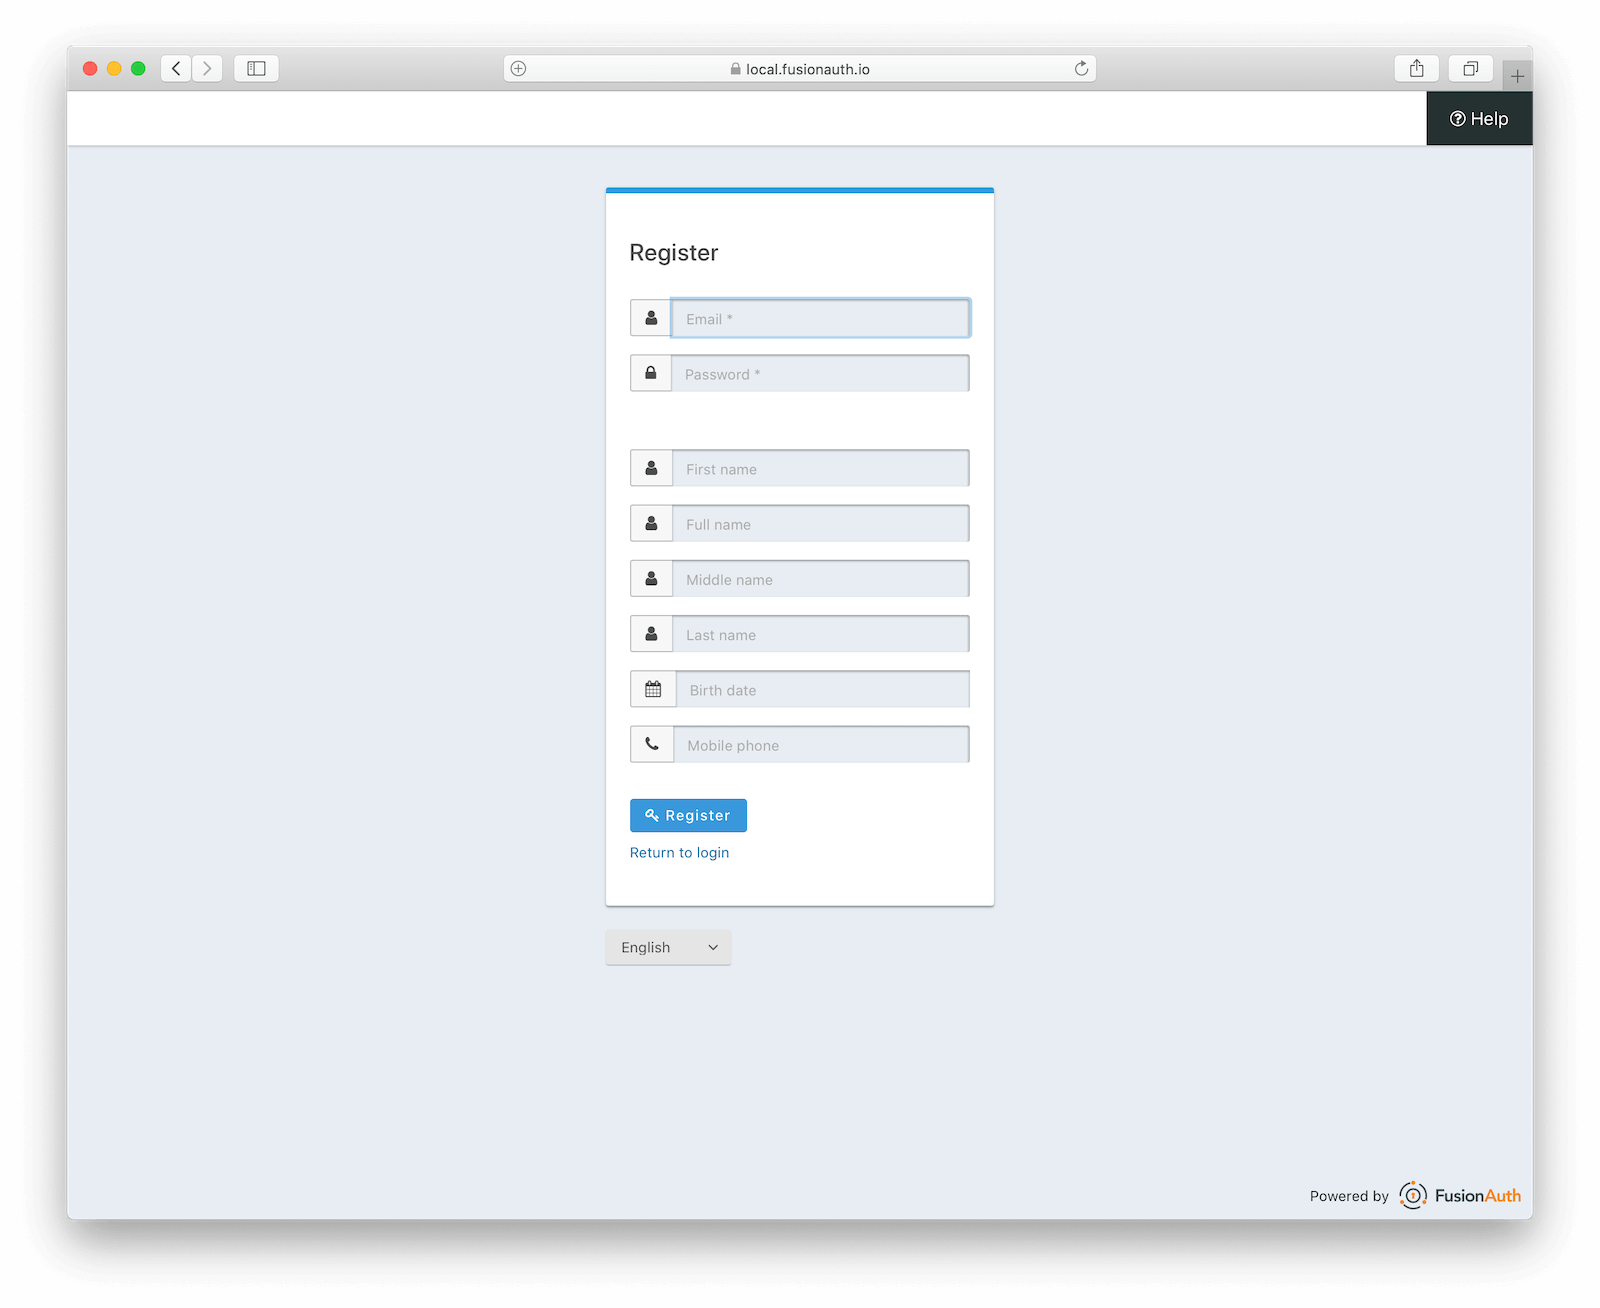 local.fusionauth.io
Help
Register
Email *
Password *
First name
Full name
Middle name
Last name
Birth date
Mobile phone
Register
Return to login
English
Powered by FusionAuth